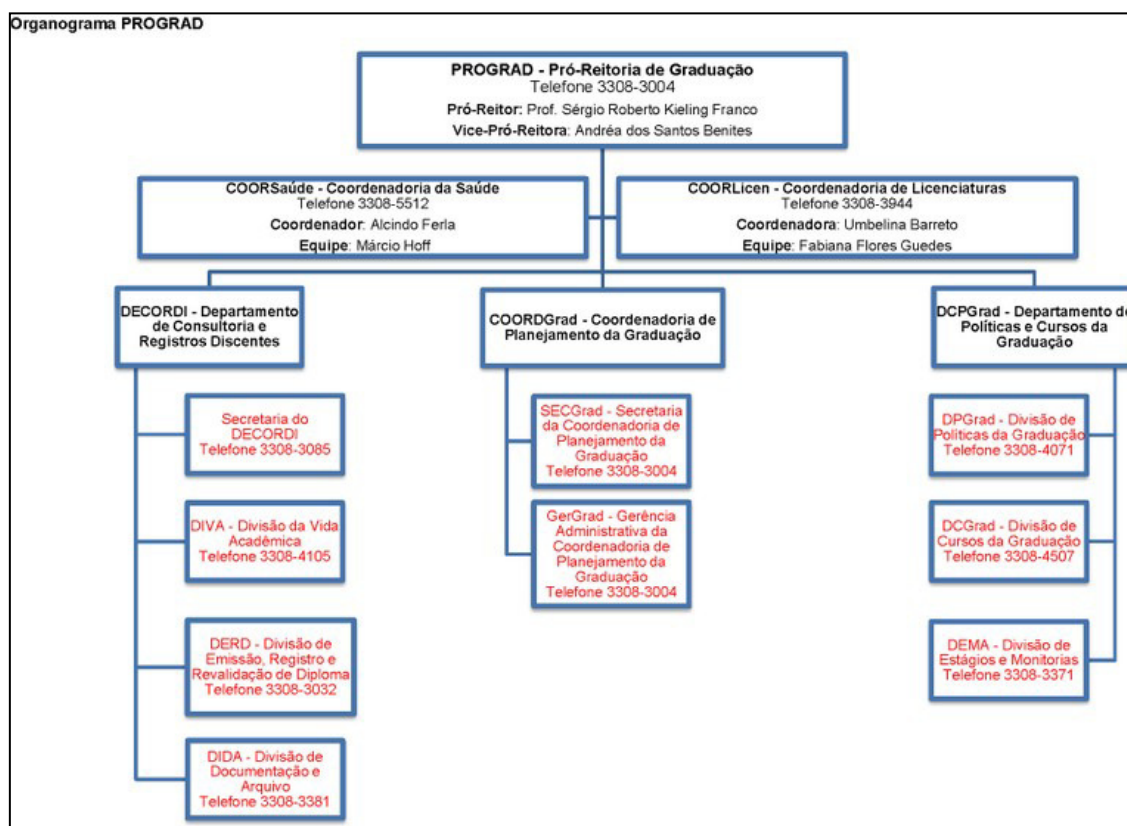 Organograma PROGRAD
PROGRAD - Pró-Reitoria de Graduação
Telefone 3308-3004
Pró-Reitor: Prof. Sérgio Roberto Kieling Franco
Vice-Pró-Reitora: Andréa dos Santos Benites
COORSaúde - Coordenadoria da Saúde
Telefone 3308-5512
Coordenador: Alcindo Ferla
Equipe: Márcio Hoff
COORLicen - Coordenadoria de Licenciaturas
Telefone 3308-3944
Coordenadora: Umbelina Barreto
Equipe: Fabiana Flores Guedes
DECORDI - Departamento
de Consultoria e
Registros Discentes
Secretaria do
DECORDI
Telefone 3308-3085
DIVA - Divisão da Vida
Acadêmica
Telefone 3308-4105
DERD - Divisão de
Emissão, Registro e
Revalidação de Diploma
Telefone 3308-3032
DIDA - Divisão de
Documentação e
Arquivo
Telefone 3308-3381
COORDGrad - Coordenadoria de
Planejamento da Graduação
SECGrad - Secretaria
da Coordenadoria de
Planejamento da
Graduação
Telefone 3308-3004
GerGrad - Gerência
Administrativa da
Coordenadoria de
Planejamento da
Graduação
Telefone 3308-3004
DCPGrad - Departamento de
Políticas e Cursos da
Graduação
DPGrad - Divisão de
Políticas da Graduação
Telefone 3308-4071
DCGrad - Divisão de
Cursos da Graduação
Telefone 3308-4507
DEMA - Divisão de
Estágios e Monitorias
Telefone 3308-3371